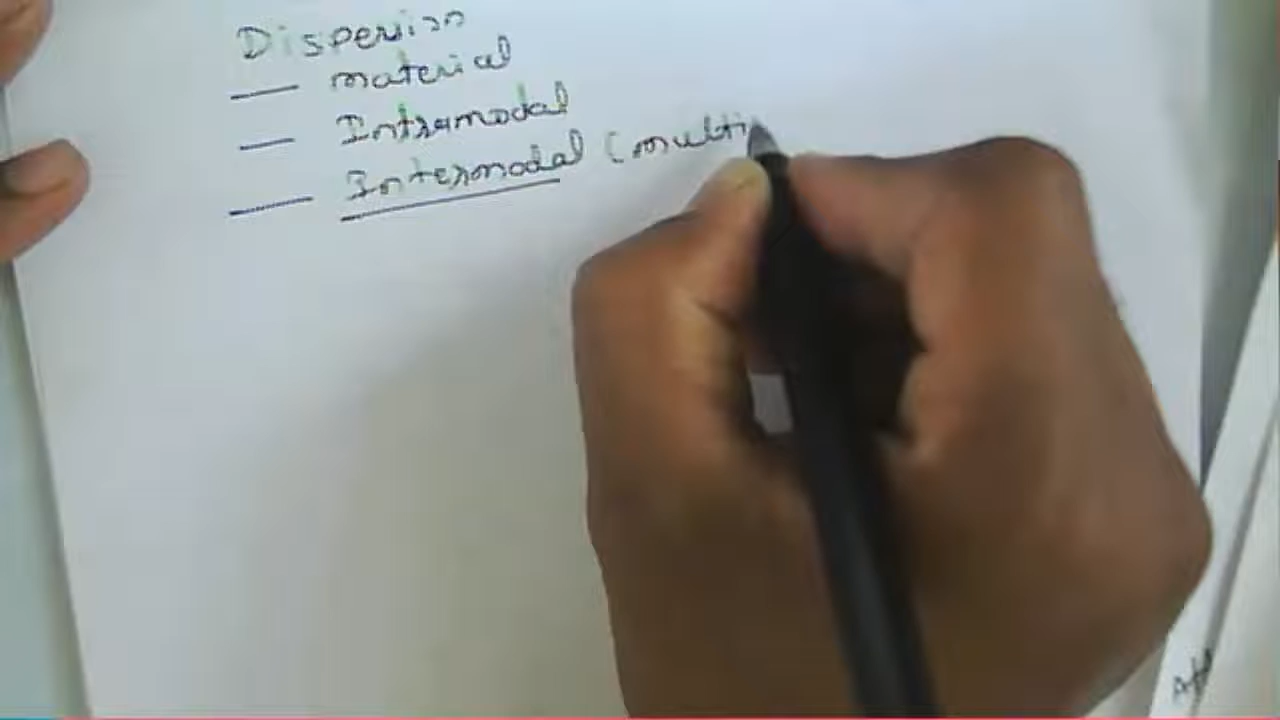 Dispersion
— material
— Intramodal
— Intermodal (multi